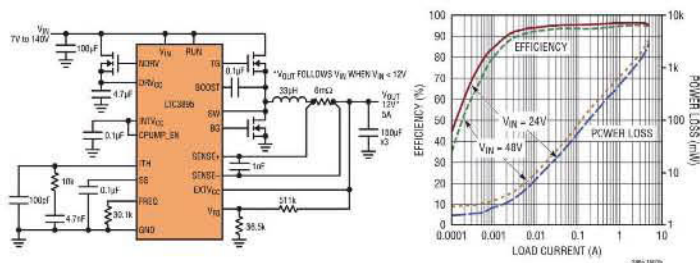 VIN
7V to 140V
100µF
VIN
RUN
NDRV
TG
0.1µF
*VOUT FOLLOWS VIN WHEN VIN < 12V
DRVCC
BOOST
4.7µF
LTC3895
33µH
6mΩ
VOUT
12V*
5A
SW
INTVCC
BG
0.1µF
CPUMP_EN
150µF
x3
SENSE+
1nF
ITH
SENSE–
100pF
0.1µF
SS
EXTVCC
4.7nF
FREQ
30.1k
VFB
511k
GND
36.5k
EFFICIENCY (%)
100
90
80
70
60
50
40
30
20
10
0
EFFICIENCY
VIN = 24V
VIN = 48V
POWER LOSS
10k
1k
100
10
1
POWER LOSS (mW)
0.0001
0.001
0.01
0.1
1
5
LOAD CURRENT (A)